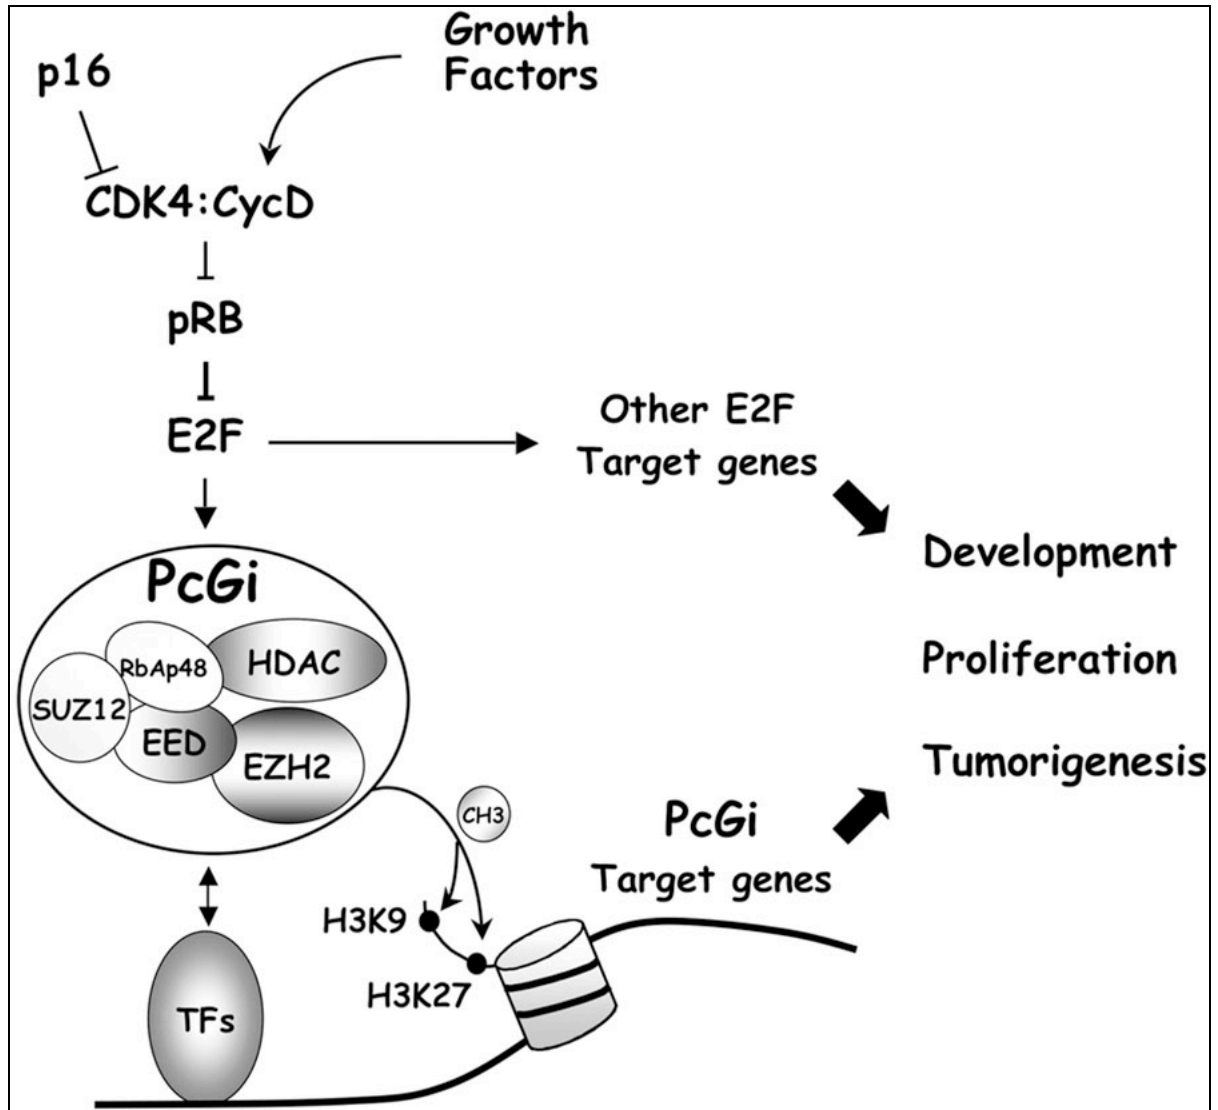 Growth
Factors
p16
CDK4:CycD
pRB
E2F
Other E2F
Target genes
Development
Proliferation
Tumorigenesis
PcGi
RbAp48
HDAC
SUZ12
EED
EZH2
CH3
PcGi
Target genes
H3K9
H3K27
TFs